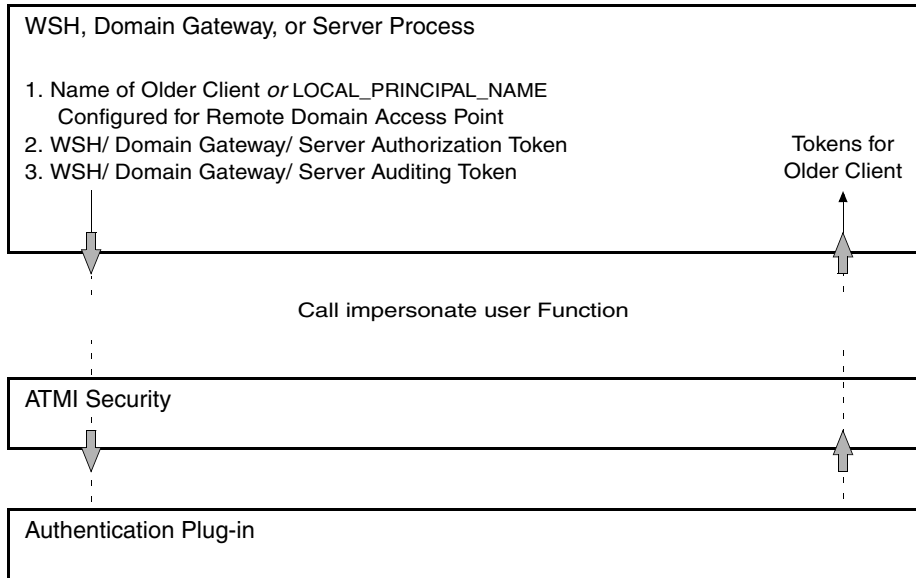 WSH, Domain Gateway, or Server Process
1. Name of Older Client or LOCAL_PRINCIPAL_NAME
Configured for Remote Domain Access Point
2. WSH/ Domain Gateway/ Server Authorization Token
3. WSH/ Domain Gateway/ Server Auditing Token
Tokens for
Older Client
Call impersonate user Function
ATMI Security
Authentication Plug-in